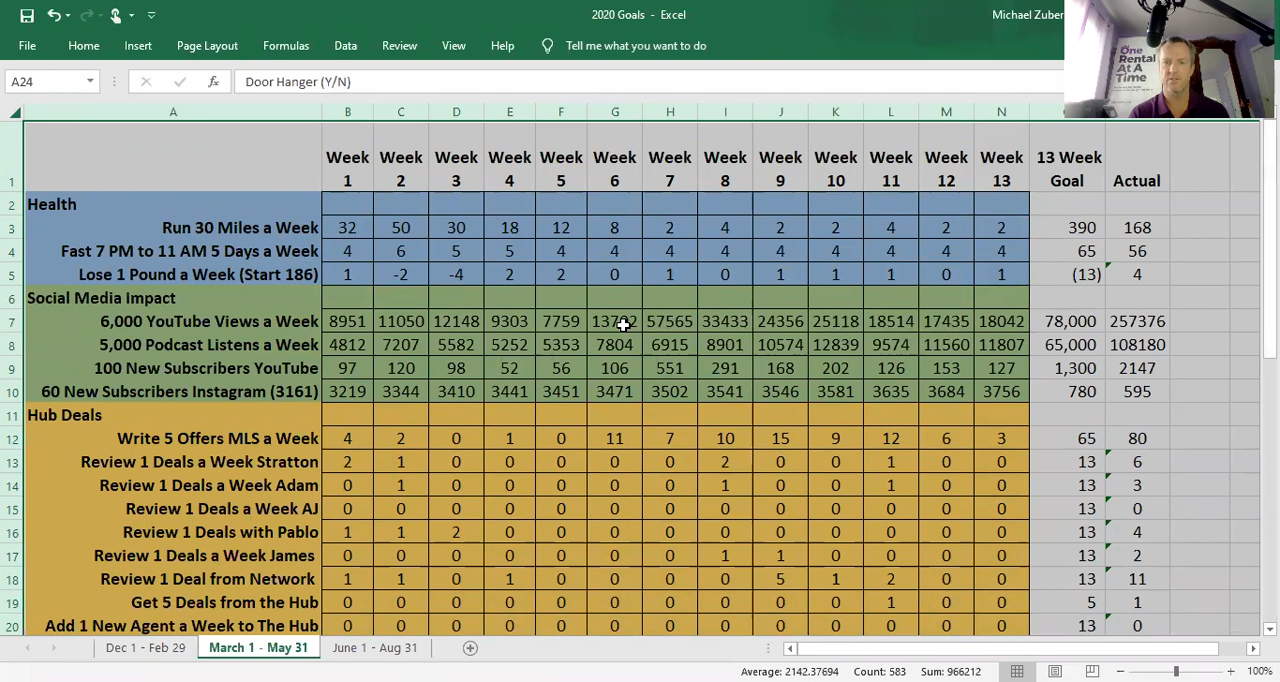 2020 Goals - Excel
Michael Zuber
File Home Insert Page Layout Formulas Data Review View Help Tell me what you want to do
One
Rental
At A
Time
A24 fx Door Hanger (Y/N)
A B C D E F G H I J K L M N
1 Week 1 Week 2 Week 3 Week 4 Week 5 Week 6 Week 7 Week 8 Week 9 Week 10 Week 11 Week 12 Week 13 13 Week Goal Actual
2 Health
3 Run 30 Miles a Week 32 50 30 18 12 8 2 4 2 2 4 2 2 390 168
4 Fast 7 PM to 11 AM 5 Days a Week 4 6 5 5 4 4 4 4 4 4 4 4 4 65 56
5 Lose 1 Pound a Week (Start 186) 1 -2 -4 2 2 0 1 0 1 1 1 0 1 (13) 4
6 Social Media Impact
7 6,000 YouTube Views a Week 8951 11050 12148 9303 7759 57565 33433 24356 25118 18514 17435 18042 78,000 257376
8 5,000 Podcast Listens a Week 4812 7207 5582 5252 5353 7804 6915 8901 10574 12839 9574 11560 11807 65,000 108180
9 100 New Subscribers YouTube 97 120 98 52 56 106 551 291 168 202 126 153 127 1,300 2147
10 60 New Subscribers Instagram (3161) 3219 3344 3410 3441 3451 3471 3502 3541 3546 3581 3635 3684 3756 780 595
11 Hub Deals
12 Write 5 Offers MLS a Week 4 2 0 1 0 11 7 10 15 9 12 6 3 65 80
13 Review 1 Deals a Week Stratton 2 1 0 0 0 0 0 2 0 0 1 0 0 13 6
14 Review 1 Deals a Week Adam 0 1 0 0 0 0 0 1 0 0 1 0 0 13 3
15 Review 1 Deals a Week AJ 0 0 0 0 0 0 0 0 0 0 0 0 0 13 0
16 Review 1 Deals with Pablo 1 1 2 0 0 0 0 0 0 0 0 0 0 13 4
17 Review 1 Deals a Week James 0 0 0 0 0 0 0 1 1 0 0 0 0 13 2
18 Review 1 Deal from Network 1 1 0 1 0 0 0 0 5 1 2 0 0 13 11
19 Get 5 Deals from the Hub 0 0 0 0 0 0 0 0 0 0 1 0 0 5 1
20 Add 1 New Agent a Week to The Hub 0 0 0 0 0 0 0 0 0 0 0 0 0 13 0
Dec 1 - Feb 29 March 1 - May 31 June 1 - Aug 31
Average: 2142.37694 Count: 583 Sum: 966212 100%